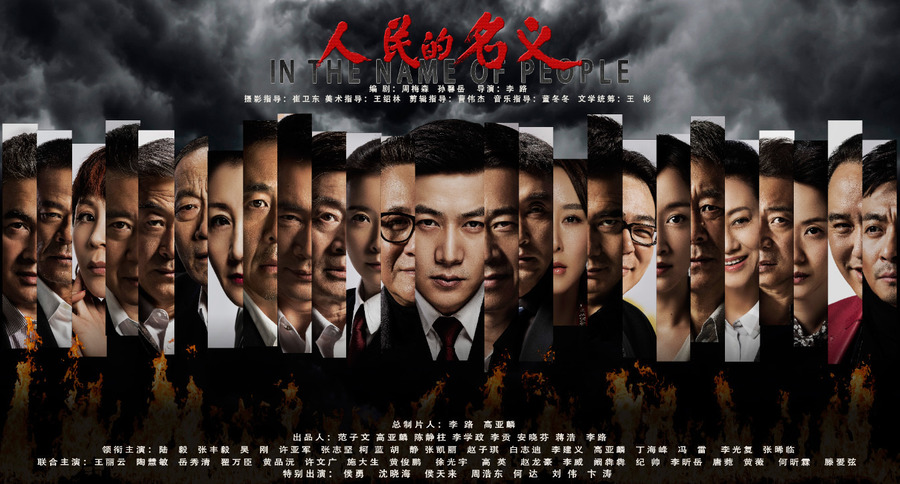 人民的名义
IN THE NAME OF PEOPLE
编剧：周梅森 孙馨岳 导演：李 路
摄影指导：崔卫东 美术指导：王绍林 剪辑指导：青伟杰 音乐指导：董冬冬 文学统筹：王 彬
总制片人：李 路 高亚麟
出品人：范子文 高亚麟 陈静柱 李学政 李贡 安晓芬 蒋浩 李路
领衔主演：陆 毅 张丰毅 吴 刚 许亚军 张志坚 柯 蓝 胡 静 张凯丽 赵子琪 白志迪 李建义 高亚麟 丁海峰 冯 雷 李光复 张晞临
联合主演：王丽云 陶慧敏 岳秀清 翟万臣 黄品沅 许文广 施大生 黄俊鹏 徐光宇 高 英 赵龙豪 李威 阚犇犇 纪 帅 李昕岳 唐菀 黄薇 何昕霖 滕爱弦
特别出演：侯勇 沈晓海 侯天来 周浩东 何 达 刘 伟 卞 涛